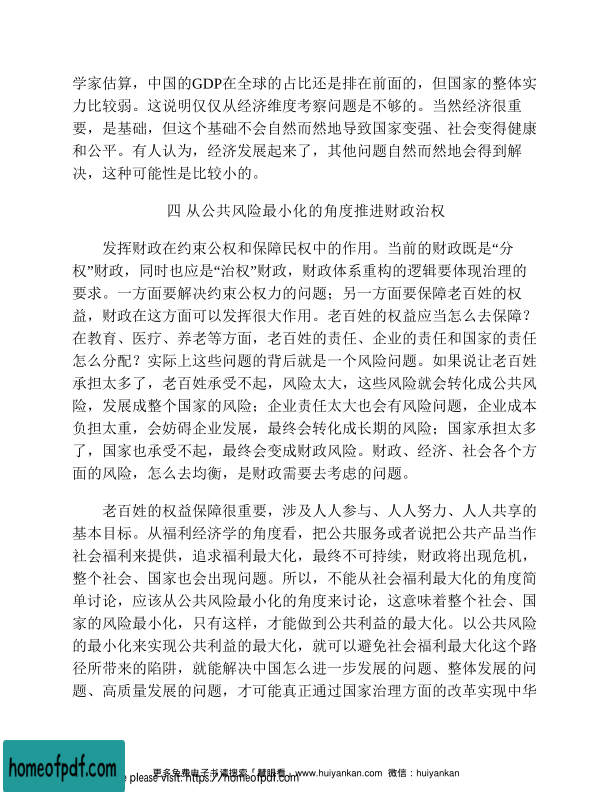 学家估算，中国的GDP在全球的占比还是排在前面的，但国家的整体实
力比较弱。这说明仅仅从经济维度考察问题是不够的。当然经济很重
要，是基础，但这个基础不会自然而然地导致国家变强、社会变得健康
和公平。有人认为，经济发展起来了，其他问题自然而然地会得到解
决，这种可能性是比较小的。
四 从公共风险最小化的角度推进财政治权
发挥财政在约束公权和保障民权中的作用。当前的财政既是“分
权”财政，同时也应是“治权”财政，财政体系重构的逻辑要体现治理的
要求。一方面要解决约束公权力的问题；另一方面要保障老百姓的权
益，财政在这方面可以发挥很大作用。老百姓的权益应当怎么去保障？
在教育、医疗、养老等方面，老百姓的责任、企业的责任和国家的责任
怎么分配？实际上这些问题的背后就是一个风险问题。如果说让老百姓
承担太多了，老百姓承受不起，风险太大，这些风险就会转化成公共风
险，发展成整个国家的风险；企业责任太大也会有风险问题，企业成本
负担太重，会妨碍企业发展，最终会转化成长期的风险；国家承担太多
了，国家也承受不起，最终会变成财政风险。财政、经济、社会各个方
面的风险，怎么去均衡，是财政需要去考虑的问题。
老百姓的权益保障很重要，涉及人人参与、人人努力、人人共享的
基本目标。从福利经济学的角度看，把公共服务或者说把公共产品当作
社会福利来提供，追求福利最大化，最终不可持续，财政将出现危机，
整个社会、国家也会出现问题。所以，不能从社会福利最大化的角度简
单讨论，应该从公共风险最小化的角度来讨论，这意味着整个社会、国
家的风险最小化，只有这样，才能做到公共利益的最大化。以公共风险
的最小化来实现公共利益的最大化，就可以避免社会福利最大化这个路
径所带来的陷阱，就能解决中国怎么进一步发展的问题、整体发展的问
题、高质量发展的问题，才可能真正通过国家治理方面的改革实现中华
homeofpdf.com
更多免费电子书请搜索「慧眼看」www.huiyankan.com 微信：huiyankan
please visit: https://homeofpdf.com